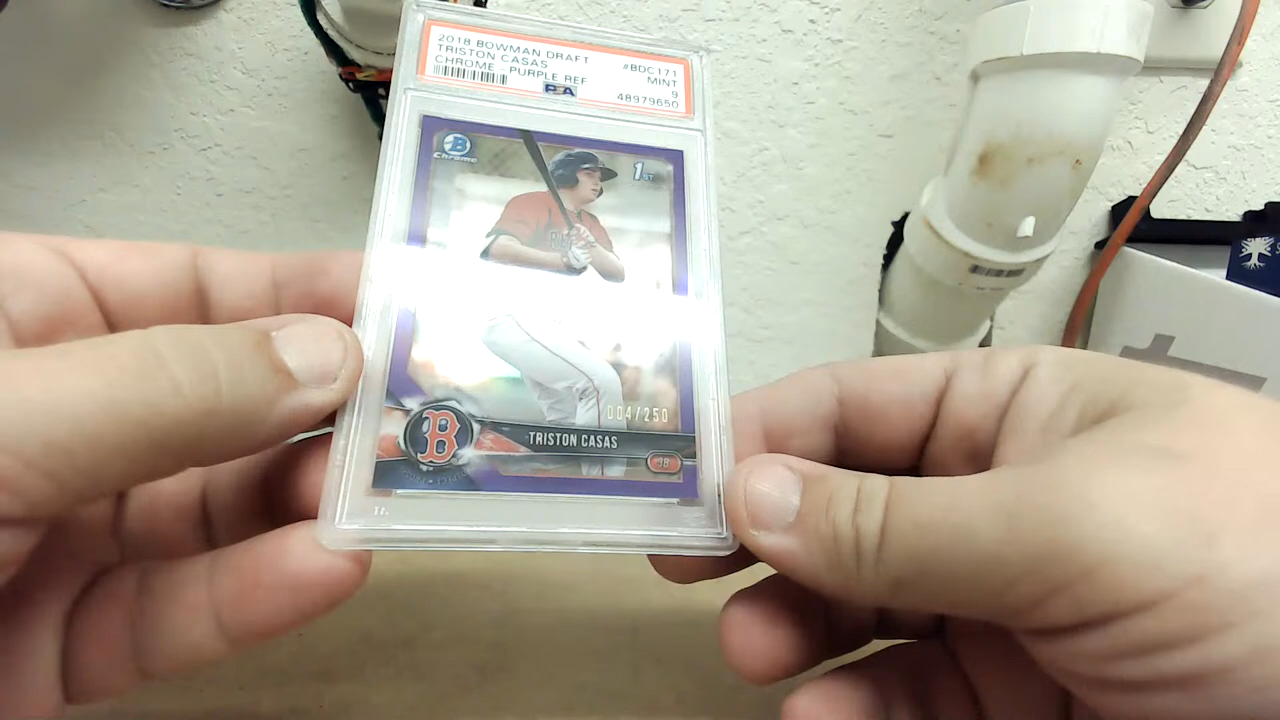 2018 BOWMAN DRAFT #BDC171
TRISTON CASAS MINT
CHROME - PURPLE REF 9
PSA 48979650
B
Chrome
1ST
004/250
B
TRISTON CASAS